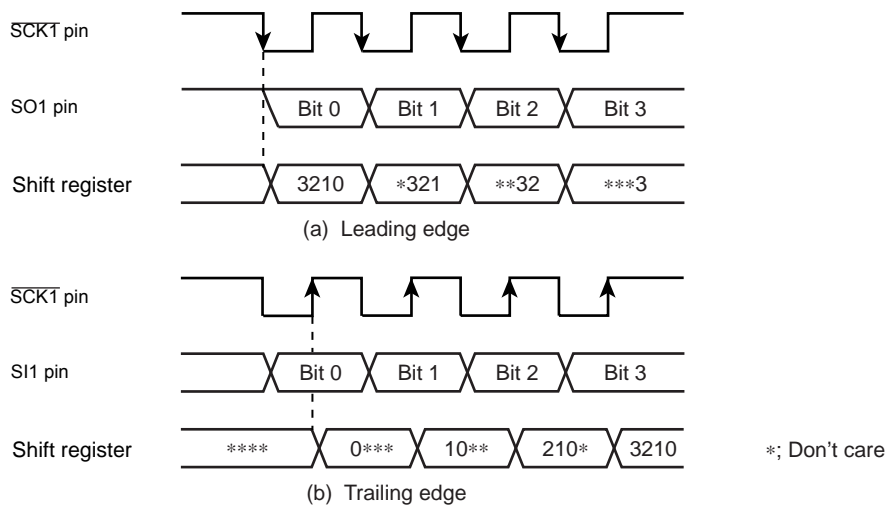 SCK1 pin
SO1 pin Bit 0 Bit 1 Bit 2 Bit 3
Shift register 3210 *321 **32 ***3
(a) Leading edge
SCK1 pin
SI1 pin Bit 0 Bit 1 Bit 2 Bit 3
Shift register **** 0*** 10** 210* 3210 *; Don't care
(b) Trailing edge